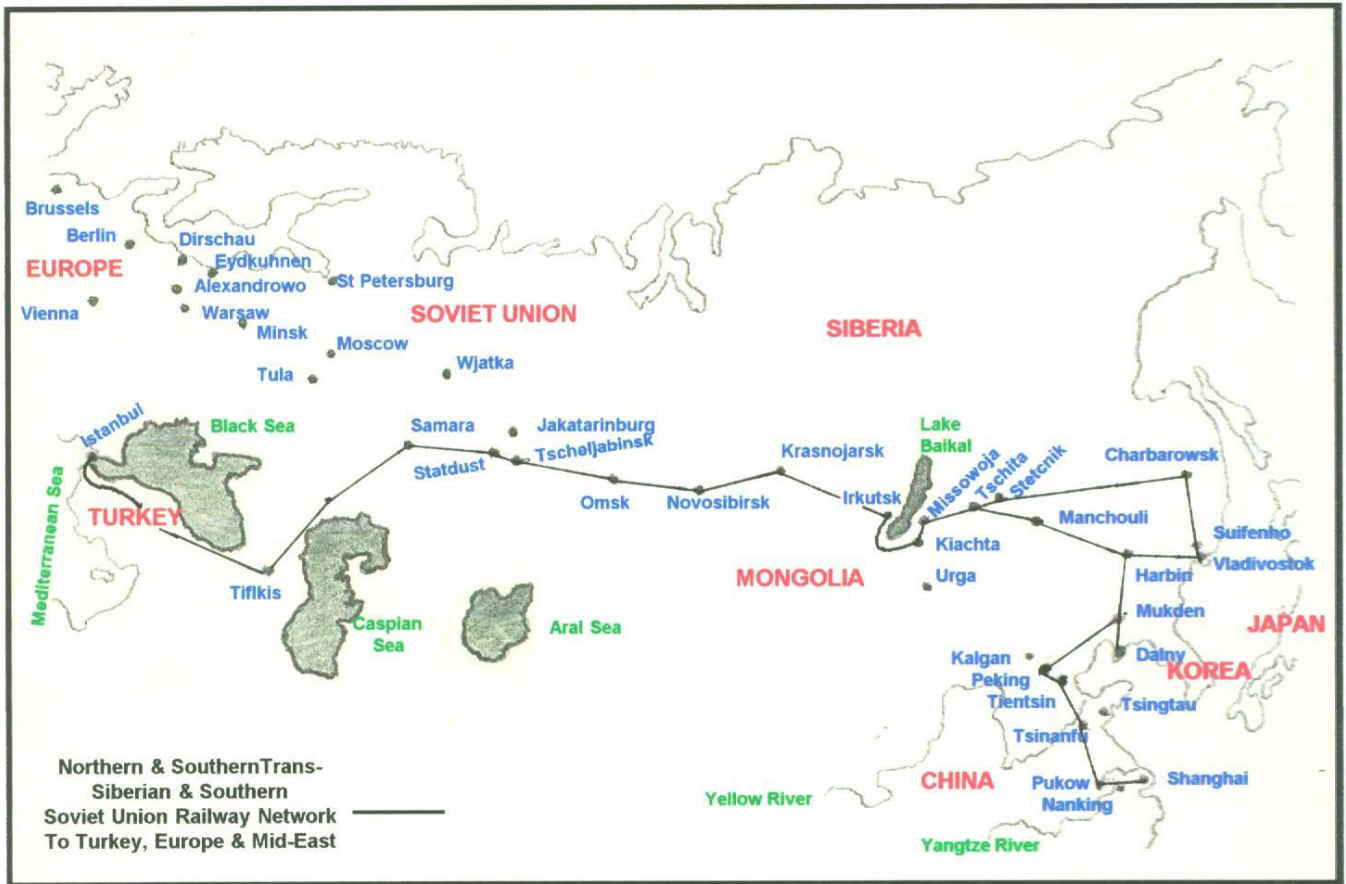 Brussels
Berlin
Dirschau
Eydkuhnen
EUROPE
Alexandrowo
St Petersburg
Vienna
Warsaw
SOVIET UNION
SIBERIA
Minsk
Moscow
Wjatka
Tula
Istanbul
Black Sea
Samara
Jakatarinburg
Lake
Baikal
Statdust
Tscheljabinsk
Krasnojarsk
Charbarowsk
Mediterranean Sea
TURKEY
Omsk
Novosibirsk
Irkutsk
Missowoja
Tschita
Stetcnik
Manchouli
Suifenho
Kiachta
Vladivostok
Tiflkis
MONGOLIA
Urga
Harbin
Mukden
Caspian
Sea
Aral Sea
JAPAN
Kalgan
Dalny
Peking
KOREA
Tientsin
Tsingtau
Tsinanfu
CHINA
Pukow
Shanghai
Yellow River
Nanking
Yangtze River
Northern & SouthernTrans-
Siberian & Southern
Soviet Union Railway Network
To Turkey, Europe & Mid-East